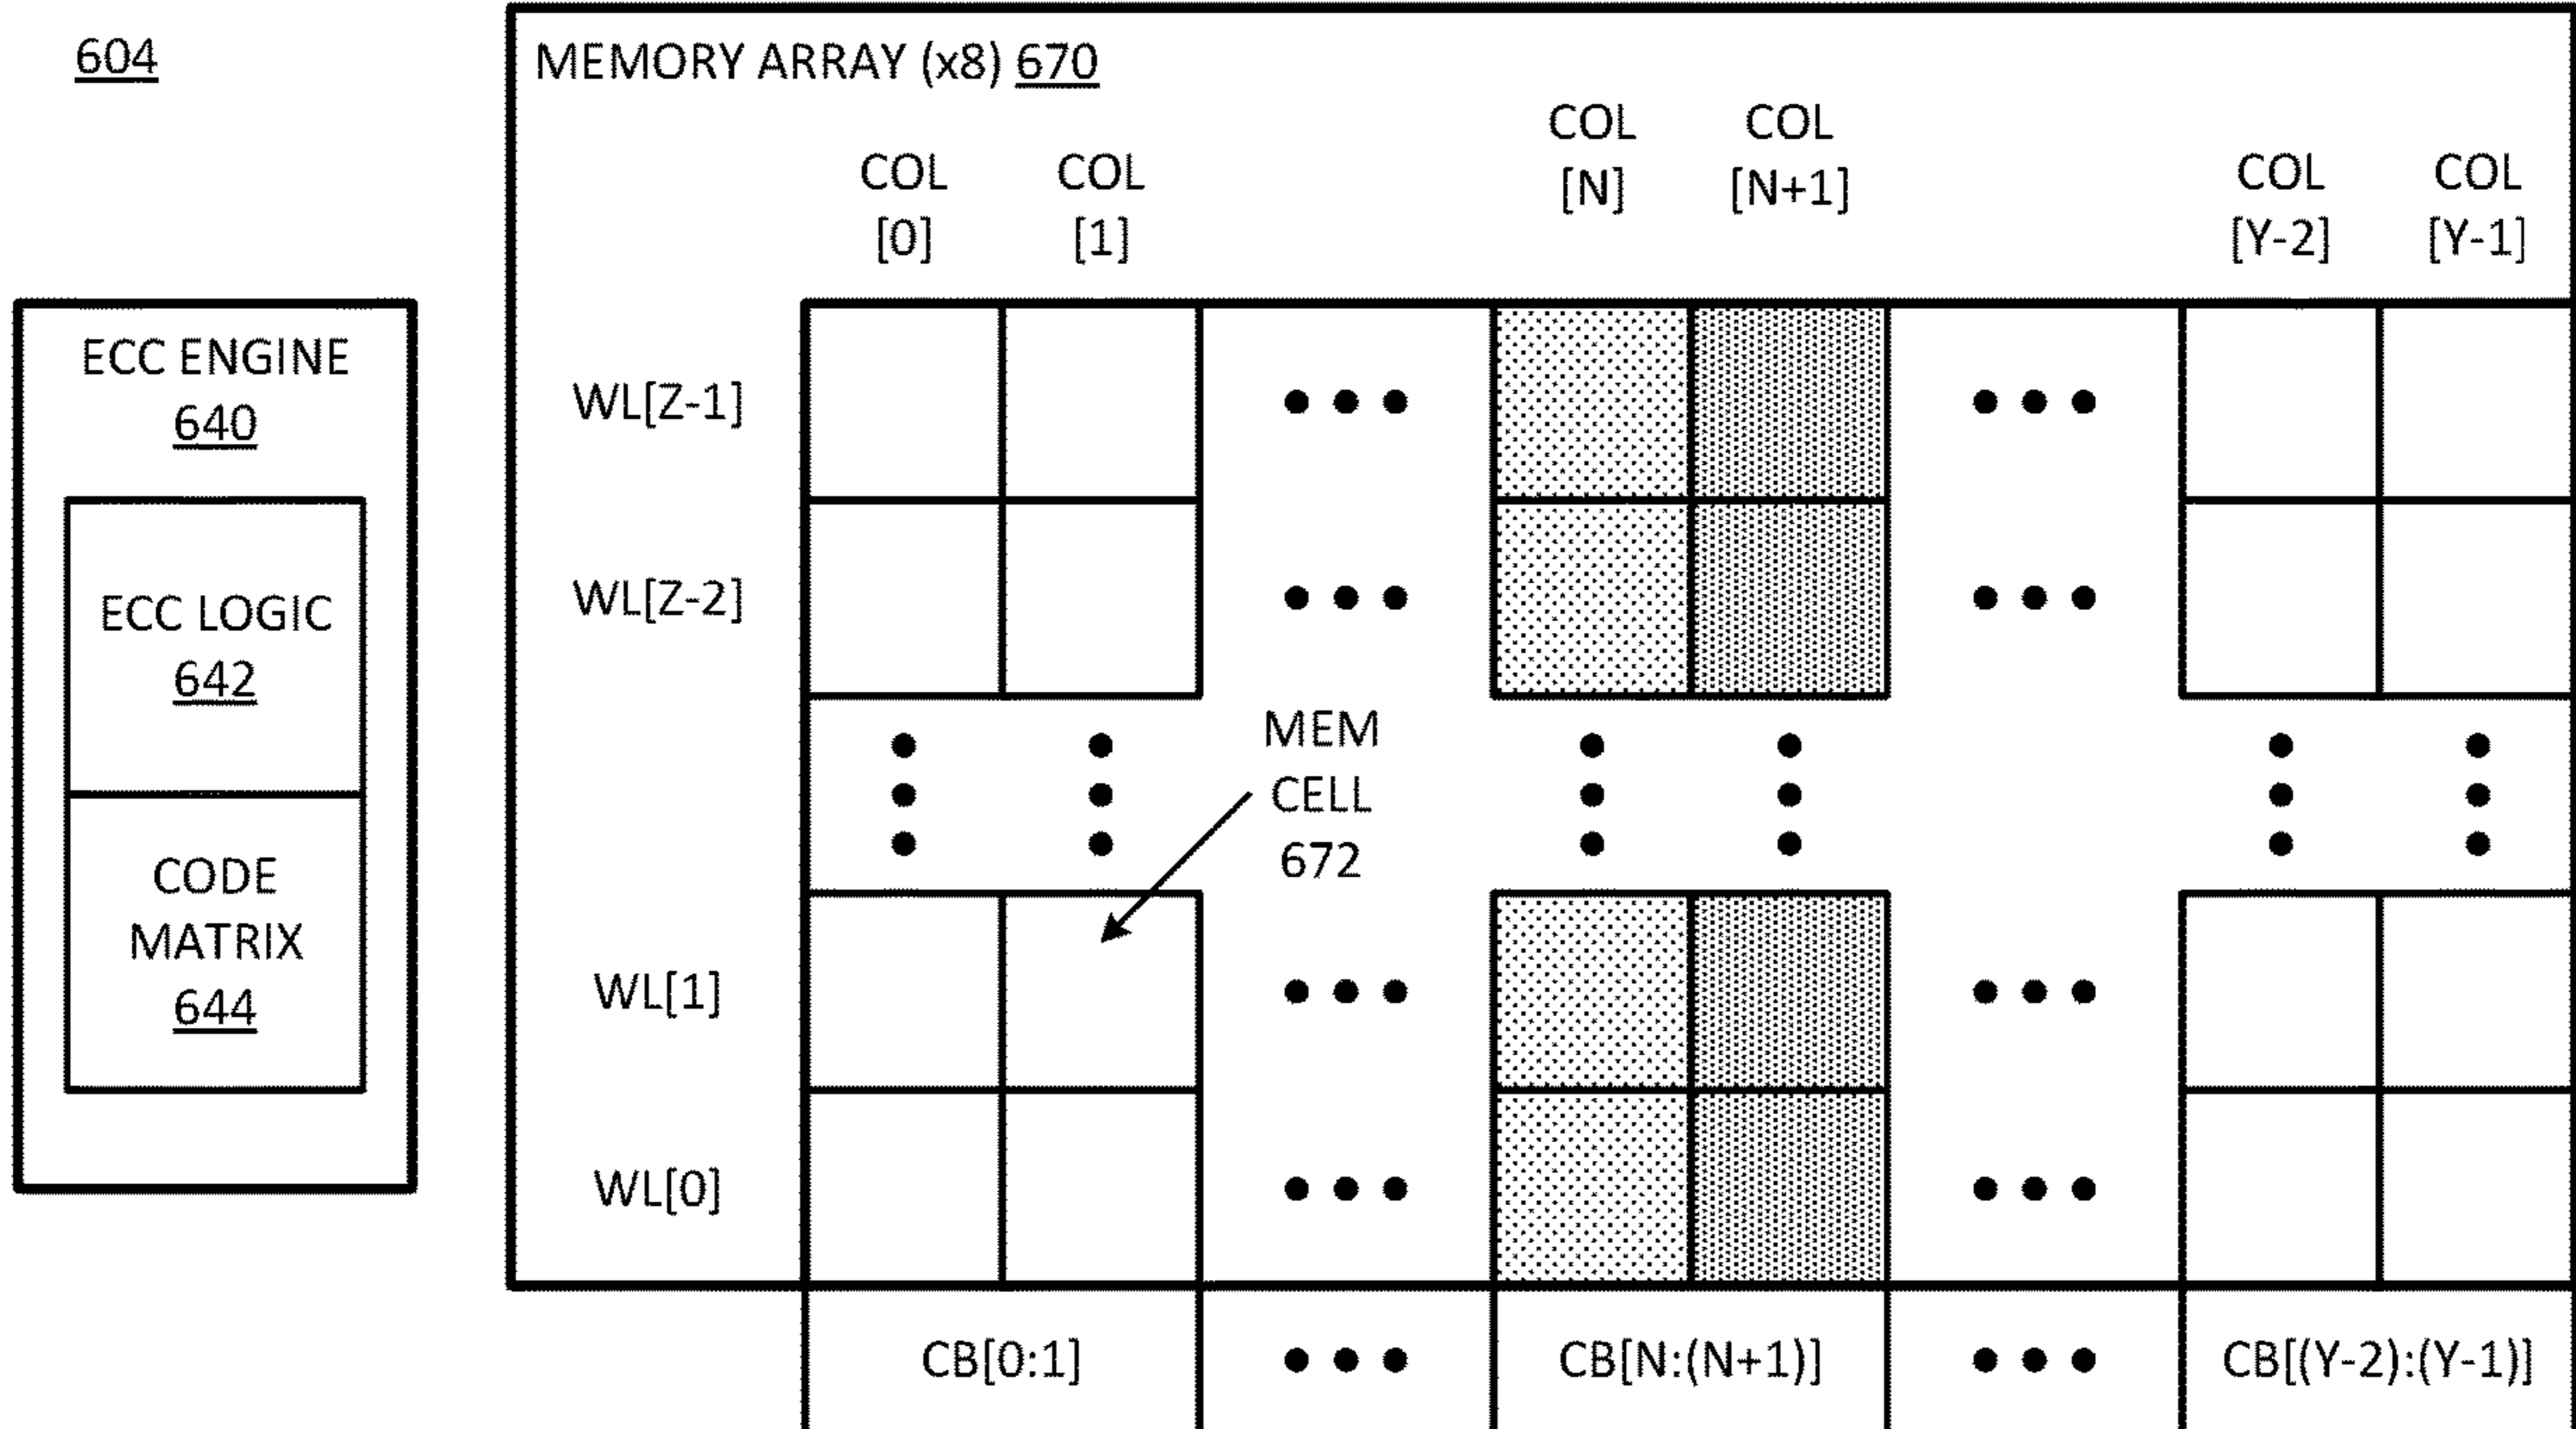 604
MEMORY ARRAY (x8) 670
COL
[0]
COL
[1]
COL
[N]
COL
[N+1]
COL
[Y-2]
COL
[Y-1]
ECC ENGINE
640
ECC LOGIC
642
CODE
MATRIX
644
WL[Z-1]
WL[Z-2]
MEM
CELL
672
WL[1]
WL[0]
CB[0:1]
CB[N:(N+1)]
CB[(Y-2):(Y-1)]